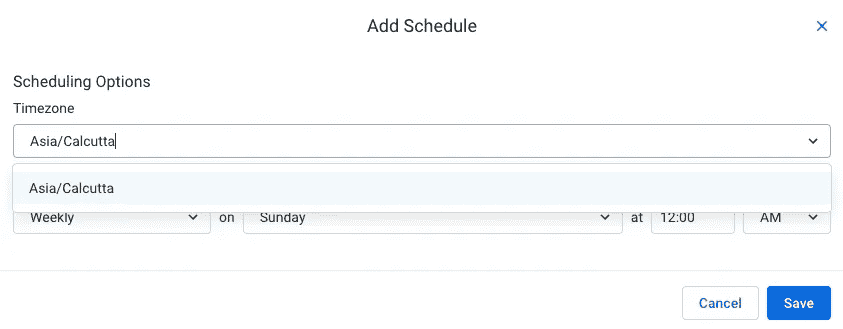 Add Schedule
Scheduling Options
Timezone
Asia/Calcutta
Asia/Calcutta
Weekly on Sunday at 12:00 AM
Cancel Save